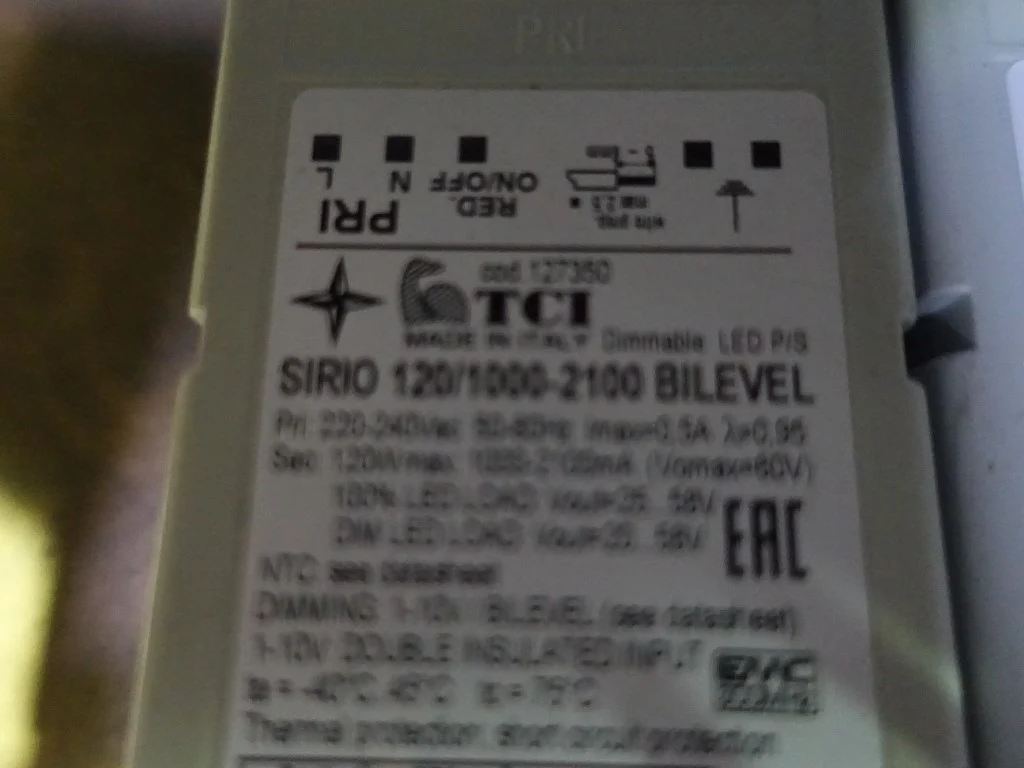 PRI
L N ON/OFF
PRI RED.
cod.127350
TCI
MADE IN ITALY Dimmable LED P/S
SIRIO 120/1000-2100 BILEVEL
Pri: 220-240Vac 50-60Hz Imax=0,5A λ=0,95
Sec: 120W max. 1000-2100mA (Vomax=60V)
100% LED LOAD Vout=35...58V
DIM LED LOAD 58V
EAC
NTC: see datasheet
DIMMING: 1-10V / BILEVEL (see datasheet)
1-10V DOUBLE INSULATED INPUT
EMC
ta = -40°C..45°C tc = 75°C
Thermal protection, short circuit protection